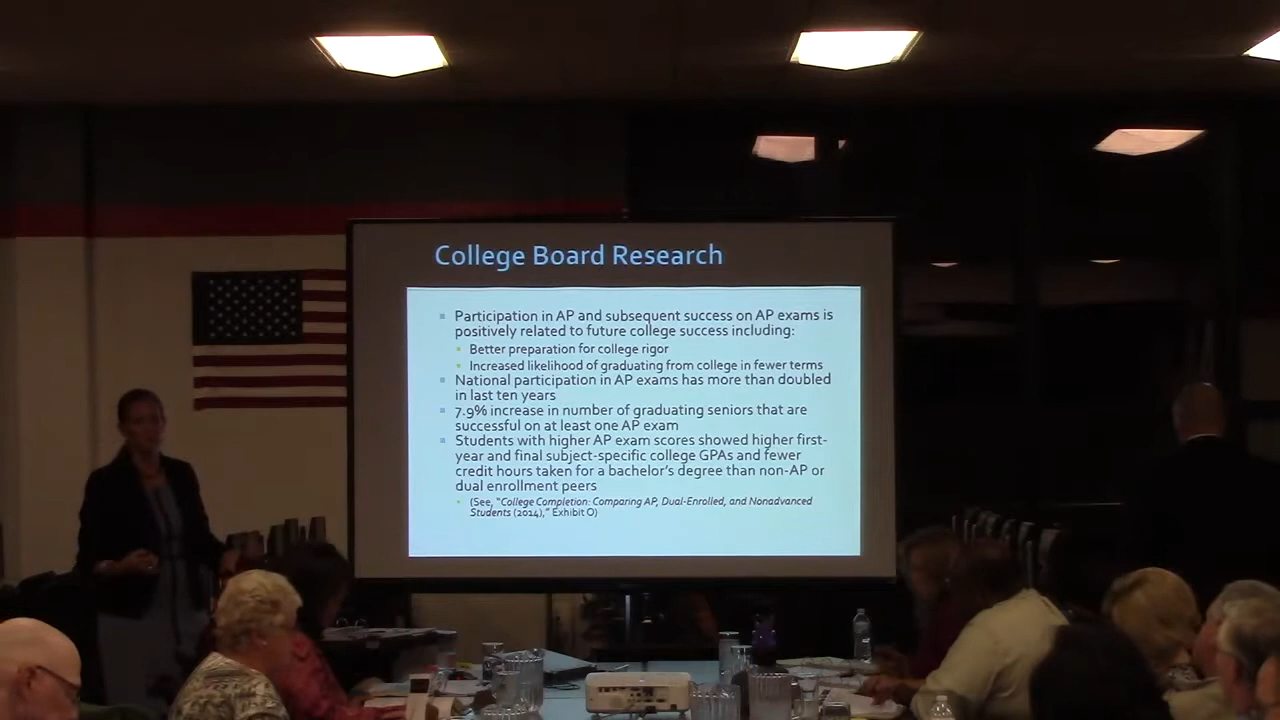 College Board Research
Participation in AP and subsequent success on AP exams is
positively related to future college success including:
Better preparation for college rigor
Increased likelihood of graduating from college in fewer terms
National participation in AP exams has more than doubled
in last ten years
7.9% increase in number of graduating seniors that are
successful on at least one AP exam
Students with higher AP exam scores showed higher first-
year and final subject-specific college GPAs and fewer
credit hours taken for a bachelor's degree than non-AP or
dual enrollment peers
(See, "College Completion: Comparing AP, Dual-Enrolled, and Nonadvanced
Students (2014)," Exhibit O)